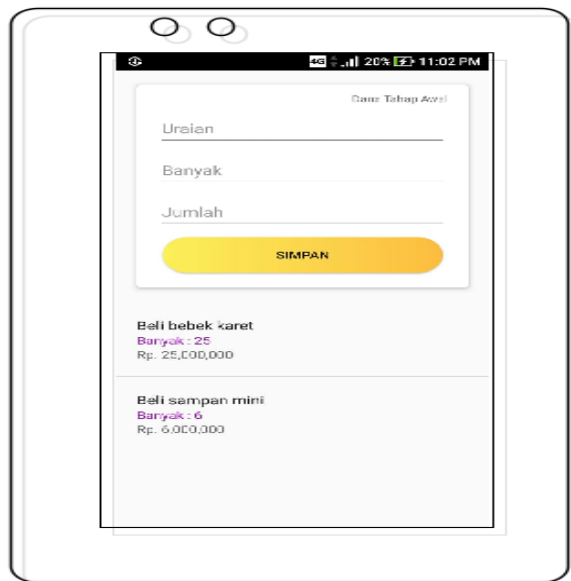 4G 20% 11:02 PM
Dana Tahap Awal
Uraian
Banyak
Jumlah
SIMPAN
Beli bebek karet
Banyak : 25
Rp. 25,000,000
Beli sampan mini
Banyak : 6
Rp. 6,000,000